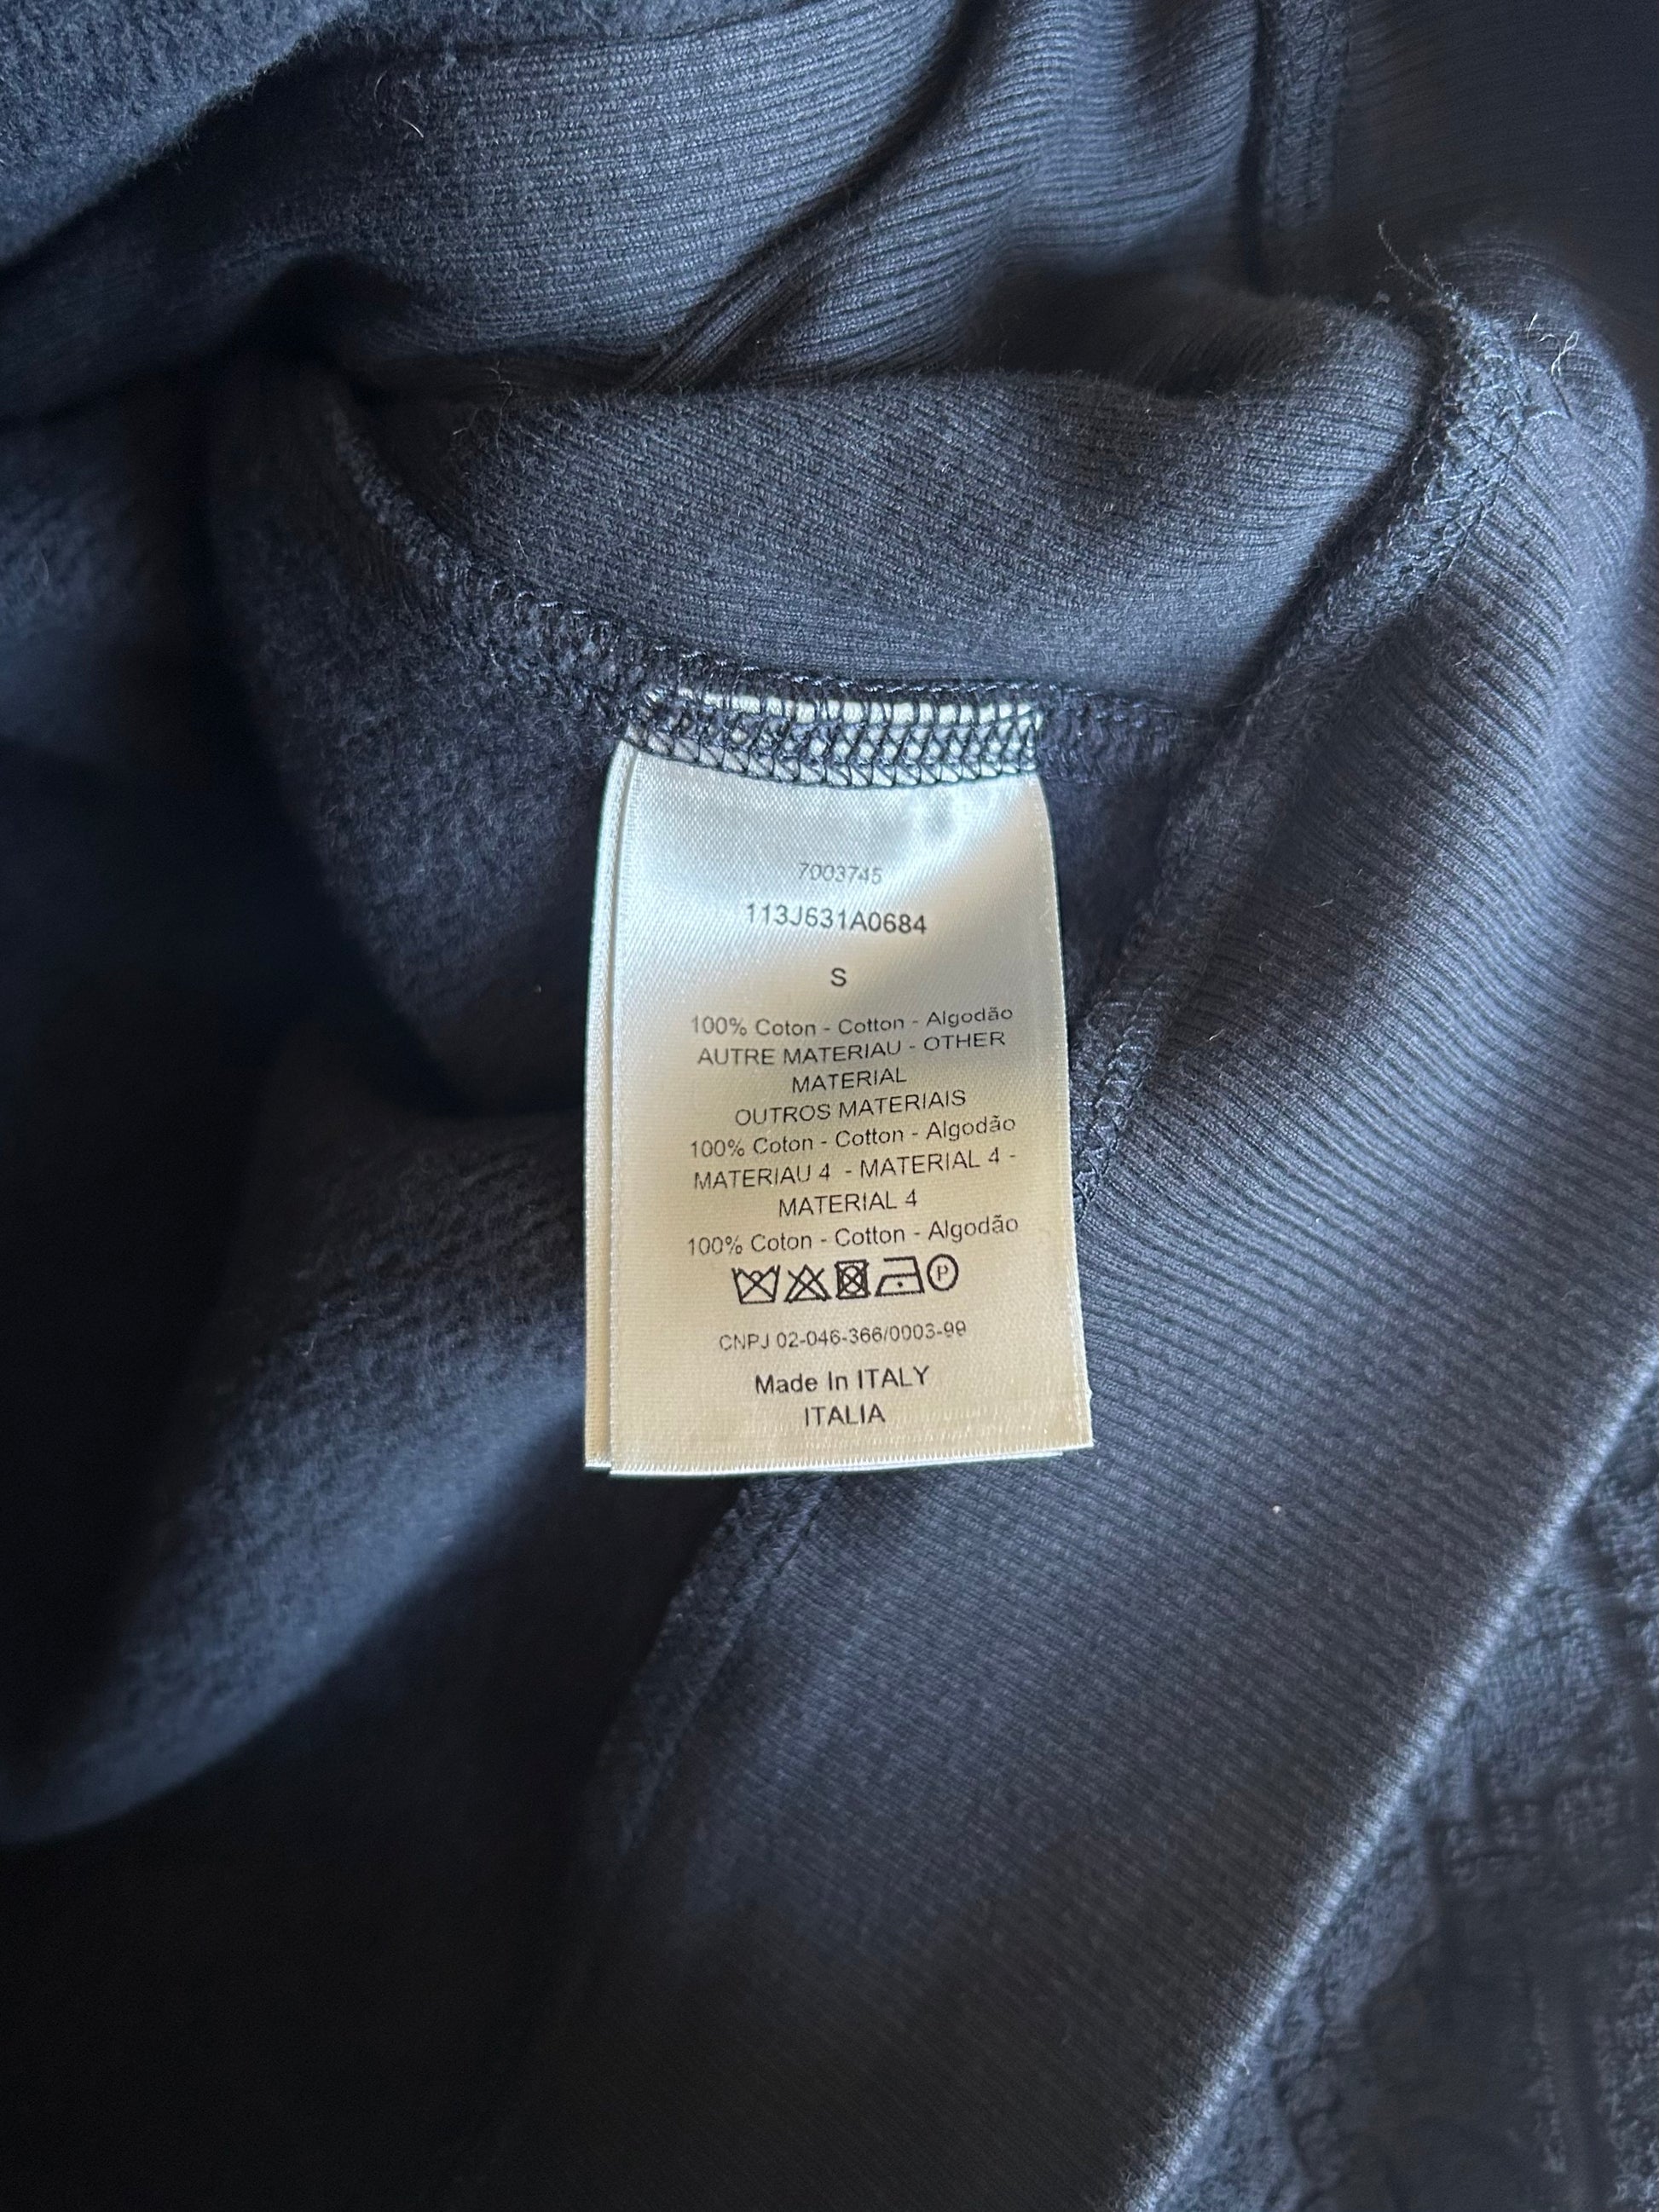 7003745
113J631A0684
S
100% Coton - Cotton - Algodão
AUTRE MATERIAU - OTHER
MATERIAL
OUTROS MATERIAIS
100% Coton - Cotton - Algodão
MATERIAU 4 - MATERIAL 4 -
MATERIAL 4
100% Coton - Cotton - Algodão
P
CNPJ 02-046-366/0003-99
Made In ITALY
ITALIA